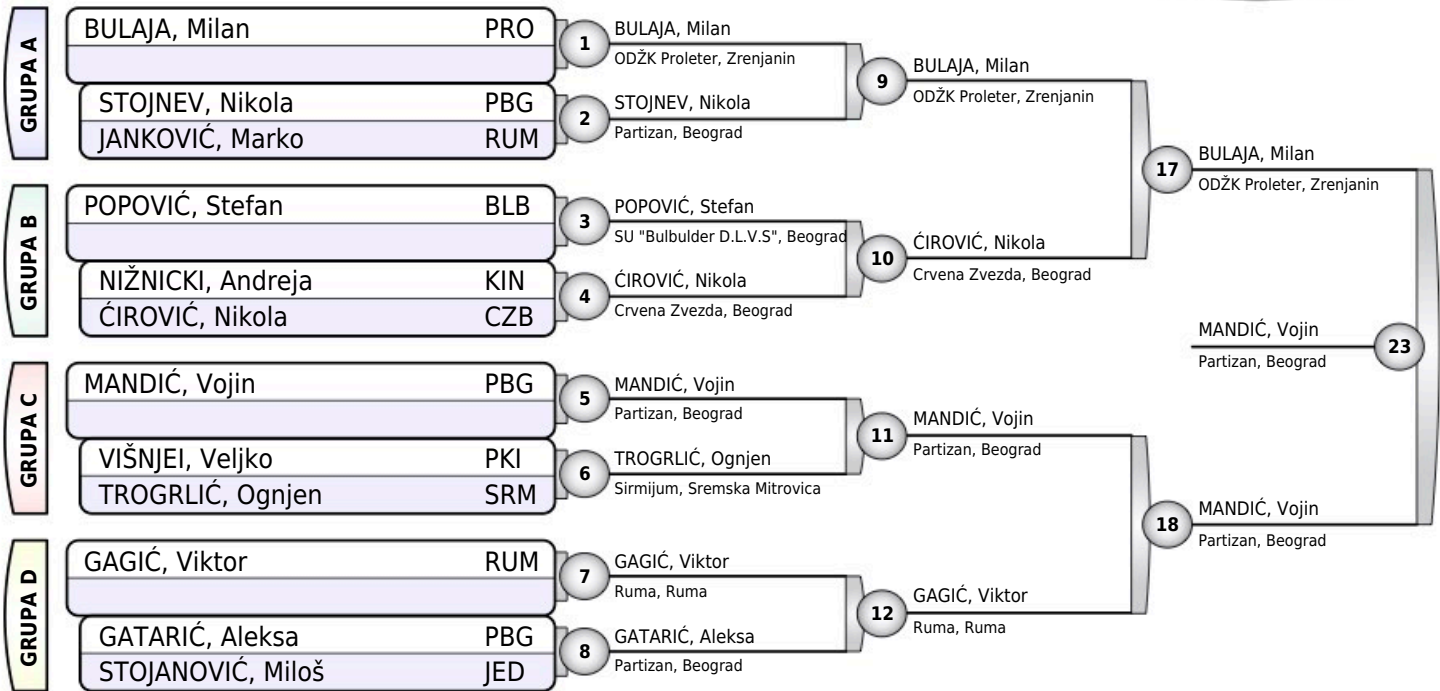 GRUPA A
BULAJA, Milan PRO
STOJNEV, Nikola PBG
JANKOVIĆ, Marko RUM
GRUPA B
POPOVIĆ, Stefan BLB
NIŽNICKI, Andreja KIN
ĆIROVIĆ, Nikola CZB
GRUPA C
MANDIĆ, Vojin PBG
VIŠNJEI, Veljko PKI
TROGRLIĆ, Ognjen SRM
GRUPA D
GAGIĆ, Viktor RUM
GATARIĆ, Aleksa PBG
STOJANOVIĆ, Miloš JED
1
BULAJA, Milan
ODŽK Proleter, Zrenjanin
2
STOJNEV, Nikola
Partizan, Beograd
3
POPOVIĆ, Stefan
SU "Bulbulder D.L.V.S", Beograd
4
ĆIROVIĆ, Nikola
Crvena Zvezda, Beograd
5
MANDIĆ, Vojin
Partizan, Beograd
6
TROGRLIĆ, Ognjen
Sirmijum, Sremska Mitrovica
7
GAGIĆ, Viktor
Ruma, Ruma
8
GATARIĆ, Aleksa
Partizan, Beograd
9
BULAJA, Milan
ODŽK Proleter, Zrenjanin
10
ĆIROVIĆ, Nikola
Crvena Zvezda, Beograd
11
MANDIĆ, Vojin
Partizan, Beograd
12
GAGIĆ, Viktor
Ruma, Ruma
17
BULAJA, Milan
ODŽK Proleter, Zrenjanin
18
MANDIĆ, Vojin
Partizan, Beograd
MANDIĆ, Vojin
Partizan, Beograd
23